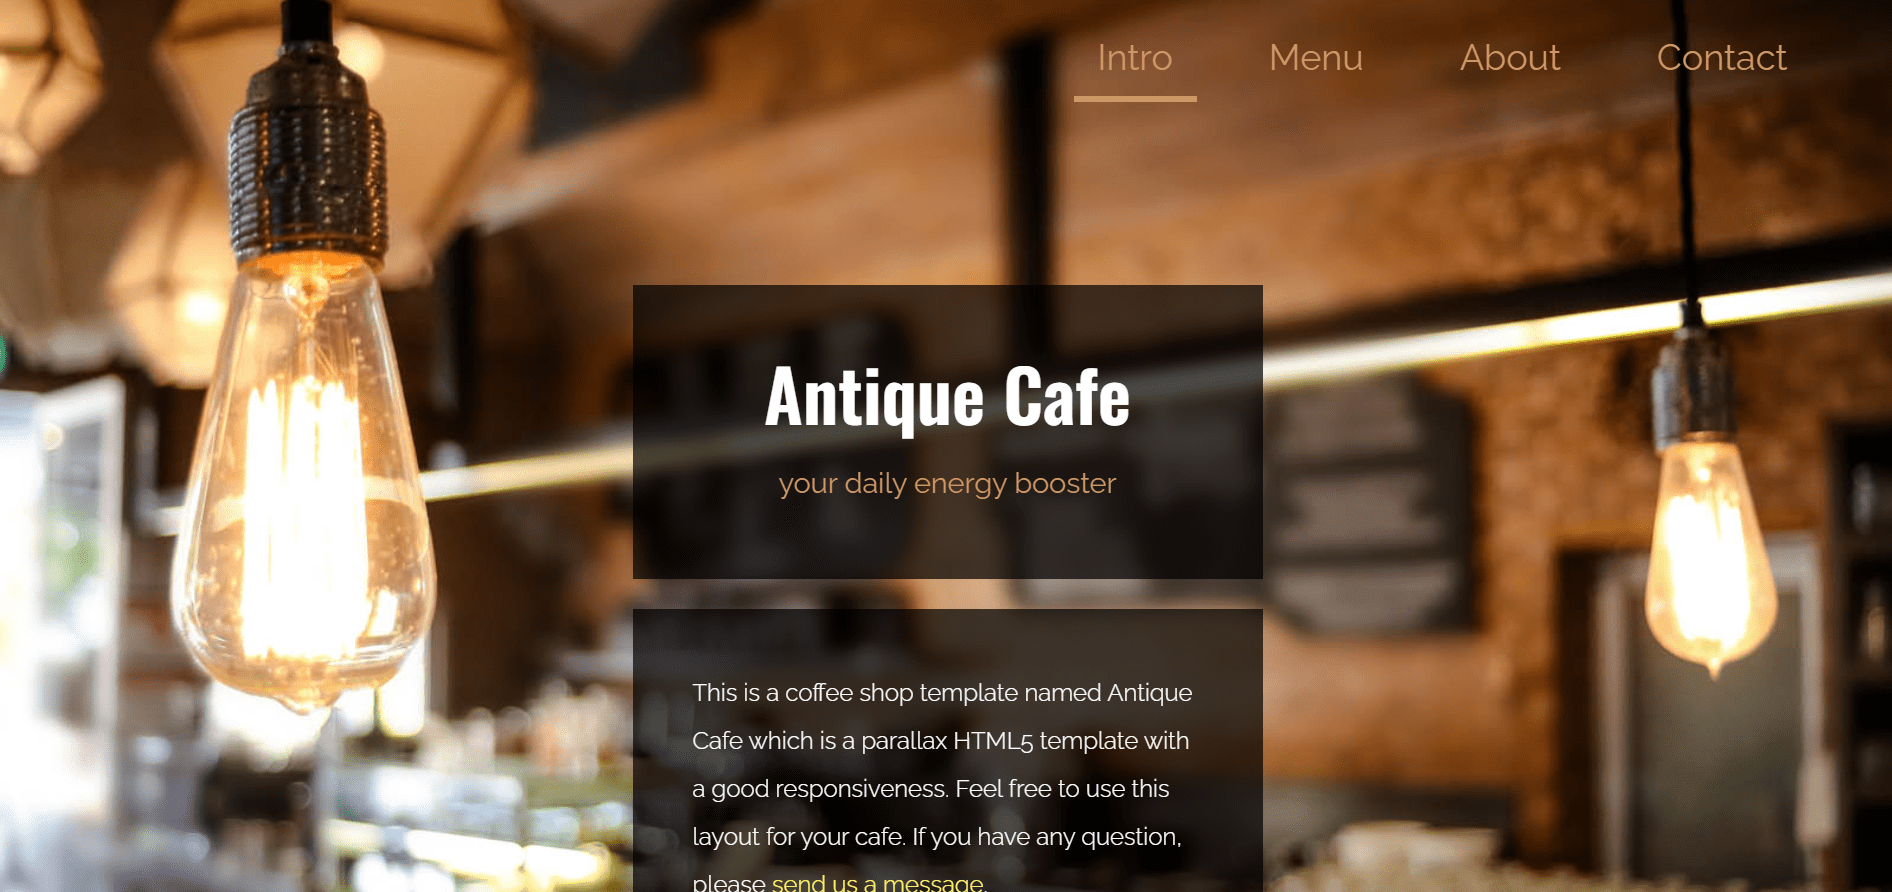 Intro Menu About Contact
Antique Cafe
your daily energy booster
This is a coffee shop template named Antique
Cafe which is a parallax HTML5 template with
a good responsiveness. Feel free to use this
layout for your cafe. If you have any question,
please send us a message.